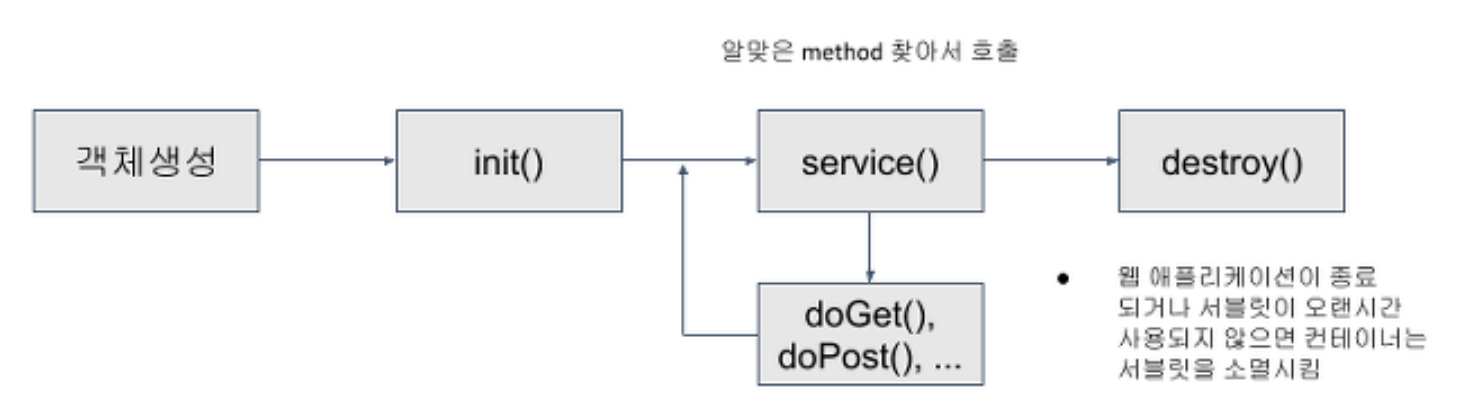 알맞은 method 찾아서 호출
객체생성
init()
service()
destroy()
doGet(),
doPost(), ...
● 웹 애플리케이션이 종료
되거나 서블릿이 오랜시간
사용되지 않으면 컨테이너는
서블릿을 소멸시킴